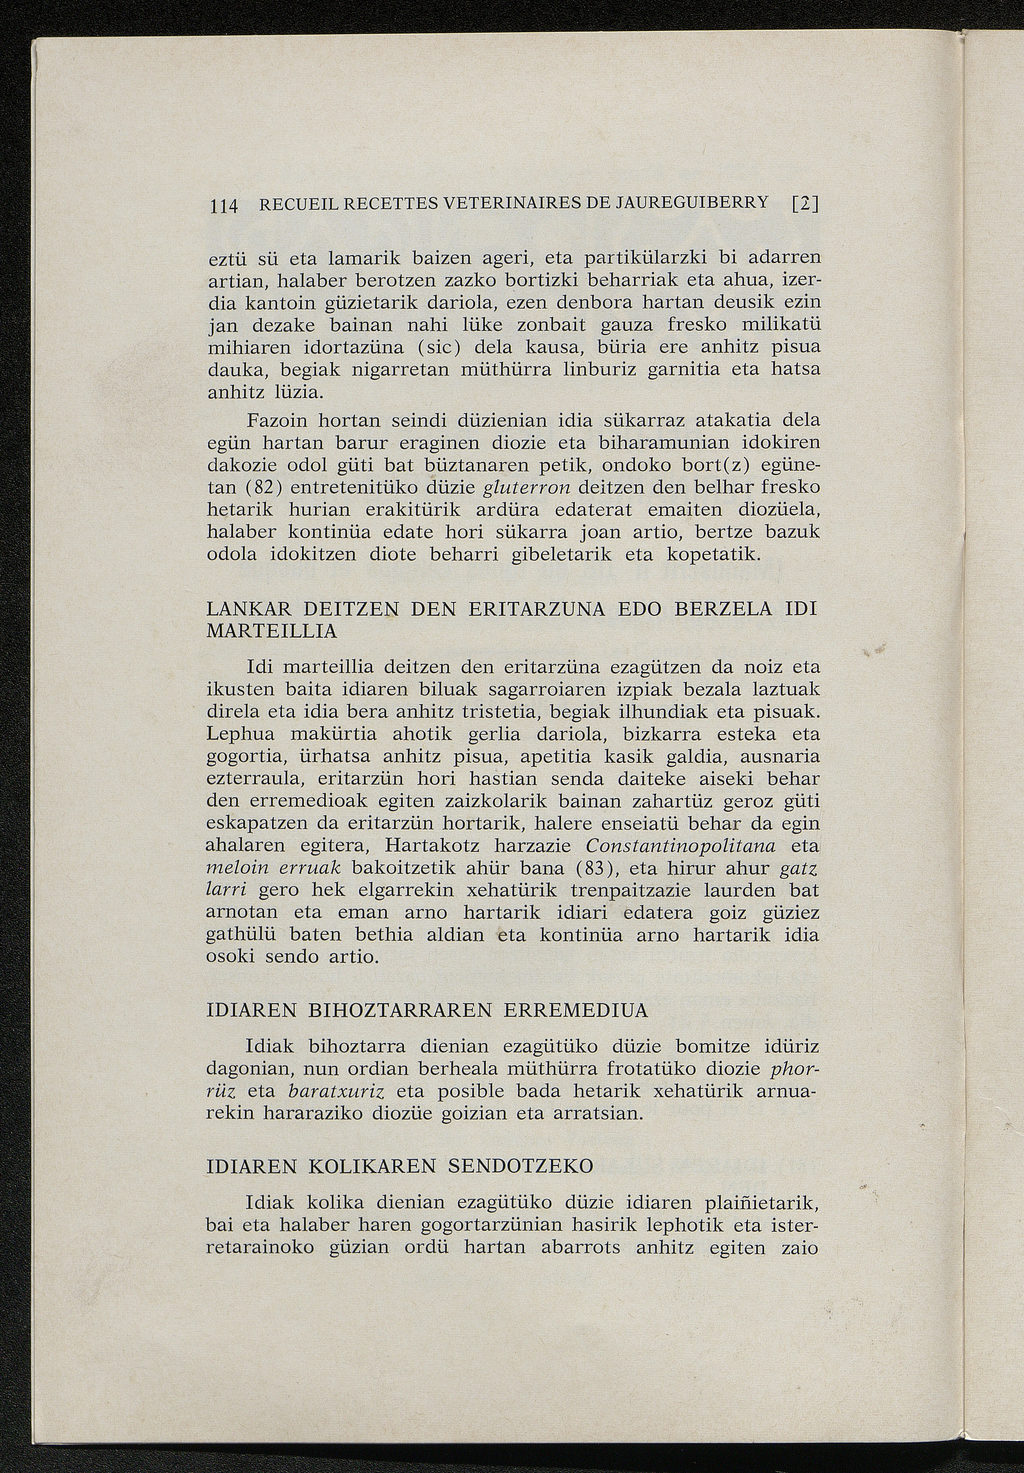 114 RECUEIL RECETTES VETERINAIRES DE JAUREGUIBERRY [2]
eztü sü eta lamarik baizen ageri, eta partikülarzki bi adarren
artian, halaber berotzen zazko bortizki beharriak eta ahua, izer-
dia kantoin güzietarik dariola, ezen denbora hartan deusik ezin
jan dezake bainan nahi lüke zonbait gauza fresko milikatü
mihiaren idortazüna (sic) dela kausa, büria ere anhitz pisua
dauka, begiak nigarretan müthürra linburiz garnitia eta hatsa
anhitz lüzia.
Fazoin hortan seindi düzienian idia sükarraz atakatia dela
egün hartan barur eraginen diozie eta biharamunian idokiren
dakozie odol güti bat büztanaren petik, ondoko bort(z) egüne-
tan (82) entretenitüko düzie gluterron deitzen den belhar fresko
hetarik hurian erakitürik ardüra edaterat emaiten diozüela,
halaber kontinüa edate hori sükarra joan artio, bertze bazuk
odola idokitzen diote beharri gibeletarik eta kopetatik.
LANKAR DEITZEN DEN ERITARZUNA EDO BERZELA IDI
MARTEILLIA
Idi marteillia deitzen den eritarzüna ezagützen da noiz eta
ikusten baita idiaren biluak sagarroiaren izpiak bezala laztuak
direla eta idia bera anhitz tristetia, begiak ilhundiak eta pisuak.
Lephua makürtia ahotik gerlia dariola, bizkarra esteka eta
gogortia, ürhatsa anhitz pisua, apetitia kasik galdia, ausnaria
ezterraula, eritarzün hori hastian senda daiteke aiseki behar
den erremedioak egiten zaizkolarik bainan zahartüz geroz güti
eskapatzen da eritarzün hortarik, halere enseiatü behar da egin
ahalaren egitera, Hartakotz harzazie Constantinopolitana eta
meloin erruak bakoitzetik ahür bana (83), eta hirur ahur gatz
larri gero hek elgarrekin xehatürik trenpaitzazie laurden bat
arnotan eta eman arno hartarik idiari edatera goiz güziez
gathülü baten bethia aldian eta kontinüa arno hartarik idia
osoki sendo artio.
IDIAREN BIHOZTARRAREN ERREMEDIUA
Idiak bihoztarra dienian ezagütüko düzie bomitze idüriz
dagonian, nun ordian berheala müthürra frotatüko diozie phor-
rüz eta baratxuriz eta posible bada hetarik xehatürik arnua-
rekin hararaziko diozüe goizian eta arratsian.
IDIAREN KOLIKAREN SENDOTZEKO
Idiak kolika dienian ezagütüko düzie idiaren plaiñietarik,
bai eta halaber haren gogortarzünian hasirik lephotik eta ister-
retarainoko güzian ordü hartan abarrots anhitz egiten zaio